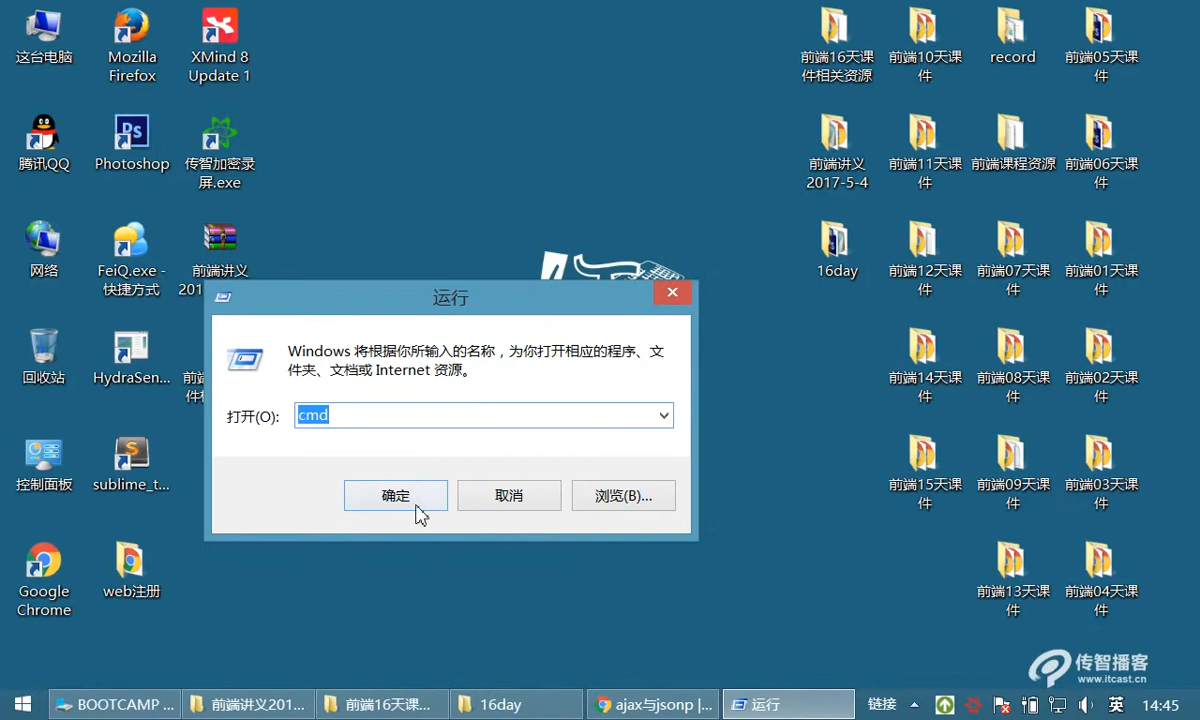 这台电脑
Mozilla
Firefox
XMind 8
Update 1
腾讯QQ
Photoshop
传智加密录
屏.exe
网络
FeiQ.exe -
快捷方式
前端讲义
201
回收站
HydraSen...
控制面板
sublime_t...
Google
Chrome
web注册
前端16天课
件相关资源
前端10天课
件
record
前端05天课
件
前端讲义
2017-5-4
前端11天课
件
前端课程资源
前端06天课
件
16day
前端12天课
件
前端07天课
件
前端01天课
件
前端14天课
件
前端08天课
件
前端02天课
件
前端15天课
件
前端09天课
件
前端03天课
件
前端13天课
件
前端04天课
件
运行
Windows 将根据你所输入的名称，为你打开相应的程序、文
件夹、文档或 Internet 资源。
打开(O):
cmd
确定
取消
浏览(B)...
传智播客
www.itcast.cn
BOOTCAMP ...
前端讲义201...
前端16天课...
16day
ajax与jsonp |...
运行
链接
英
14:45